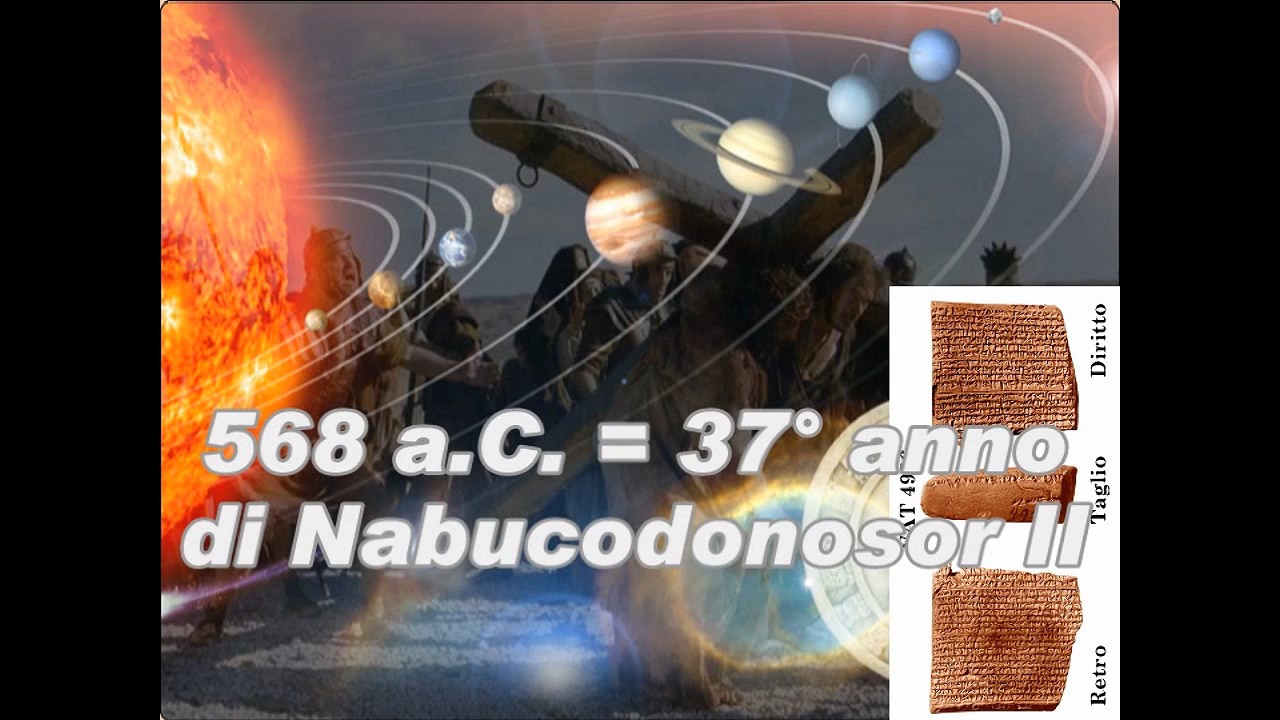 568 a.C. = 37° anno
di Nabucodonosor II
Diritto
Taglio
Retro